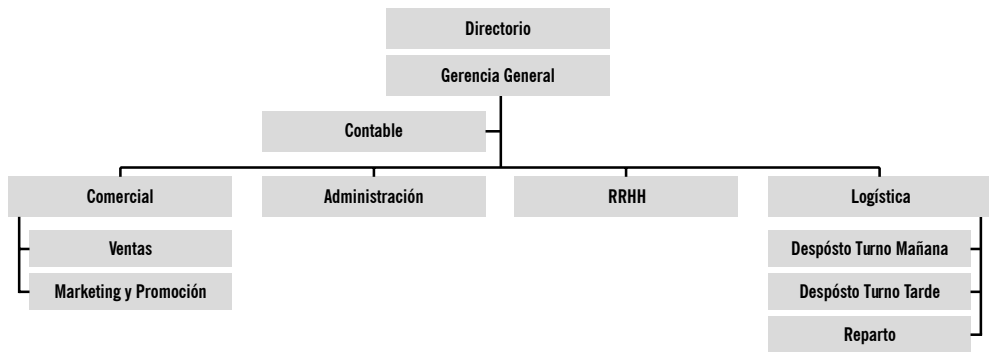 Directorio
Gerencia General
Contable
Comercial
Administración
RRHH
Logística
Ventas
Marketing y Promoción
Despósto Turno Mañana
Despósto Turno Tarde
Reparto